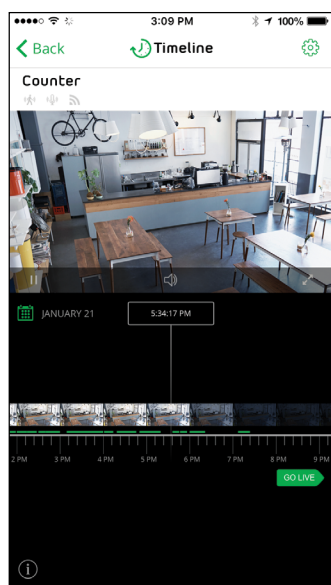 3:09 PM
100%
Back
Timeline
Counter
JANUARY 21
5:34:17 PM
2 PM 3 PM 4 PM 5 PM 6 PM 7 PM 8 PM 9 PM
GO LIVE